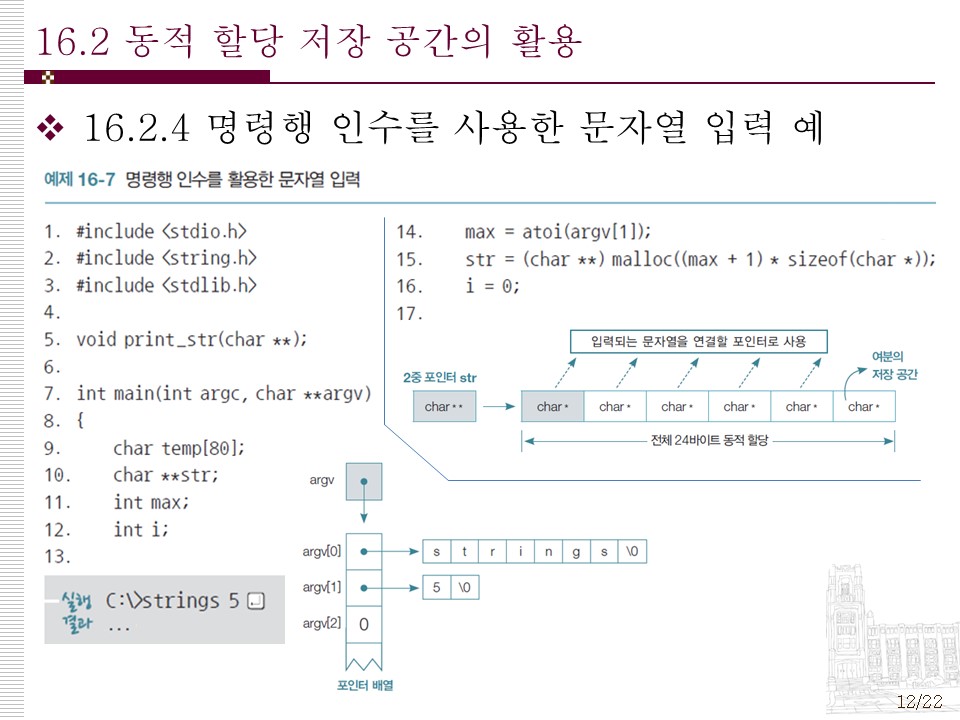 16.2 동적 할당 저장 공간의 활용
❖ 16.2.4 명령행 인수를 사용한 문자열 입력 예
예제 16-7 명령행 인수를 활용한 문자열 입력
1. #include <stdio.h>
2. #include <string.h>
3. #include <stdlib.h>
4.
5. void print_str(char **);
6.
7. int main(int argc, char **argv)
8. {
9. char temp[80];
10. char **str;
11. int max;
12. int i;
13.
14. max = atoi(argv[1]);
15. str = (char **) malloc((max + 1) * sizeof(char *));
16. i = 0;
17.
입력되는 문자열을 연결할 포인터로 사용
여분의
저장 공간
2중 포인터 str
char** char* char* char* char* char* char*
전체 24바이트 동적 할당
argv
argv[0] s t r i n g s \0
argv[1] 5 \0
argv[2] 0
포인터 배열
실행
결과
C:\>strings 5
...
12/22